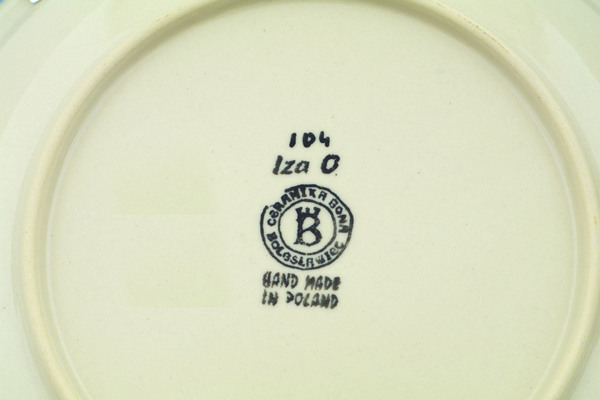 104
Iza O
CERAMIKA BONA
BOLESŁAWIEC
B
HAND MADE
IN POLAND